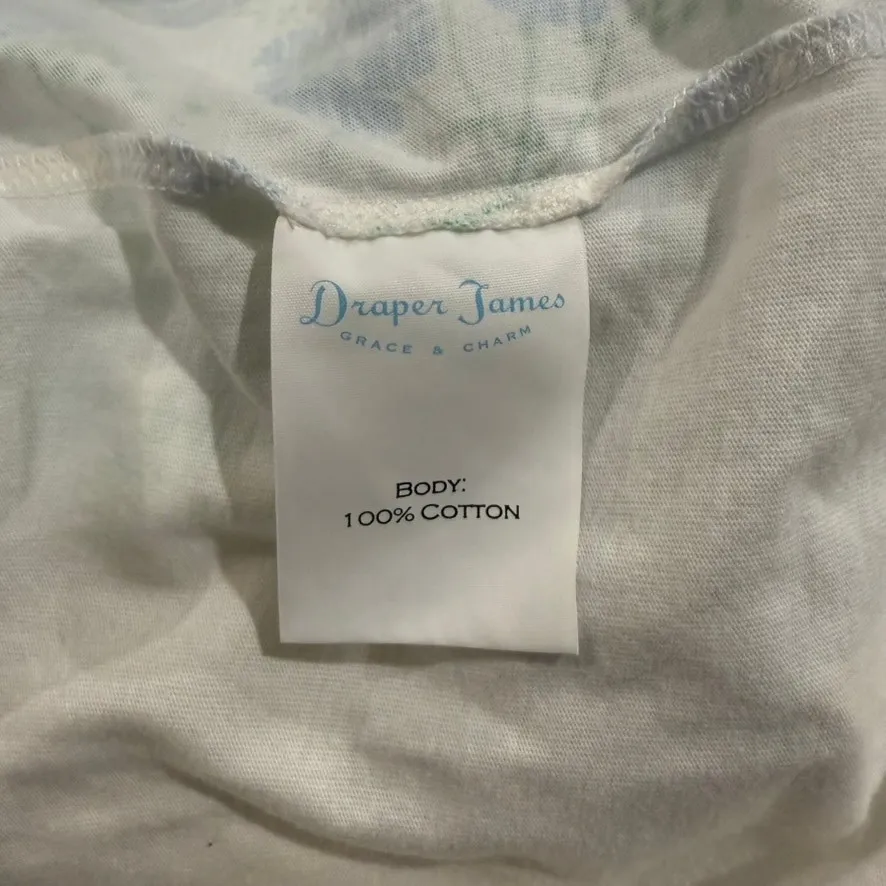 Draper James
GRACE & CHARM
BODY:
100% COTTON